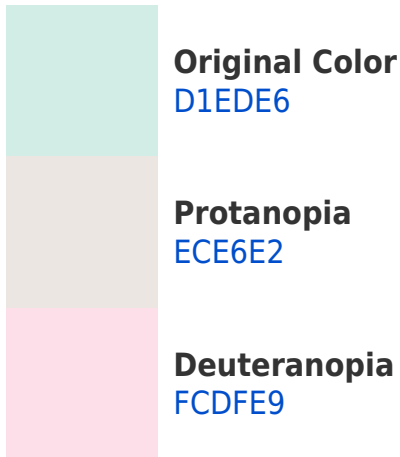 Original Color
D1EDE6
Protanopia
ECE6E2
Deuteranopia
FCDFE9